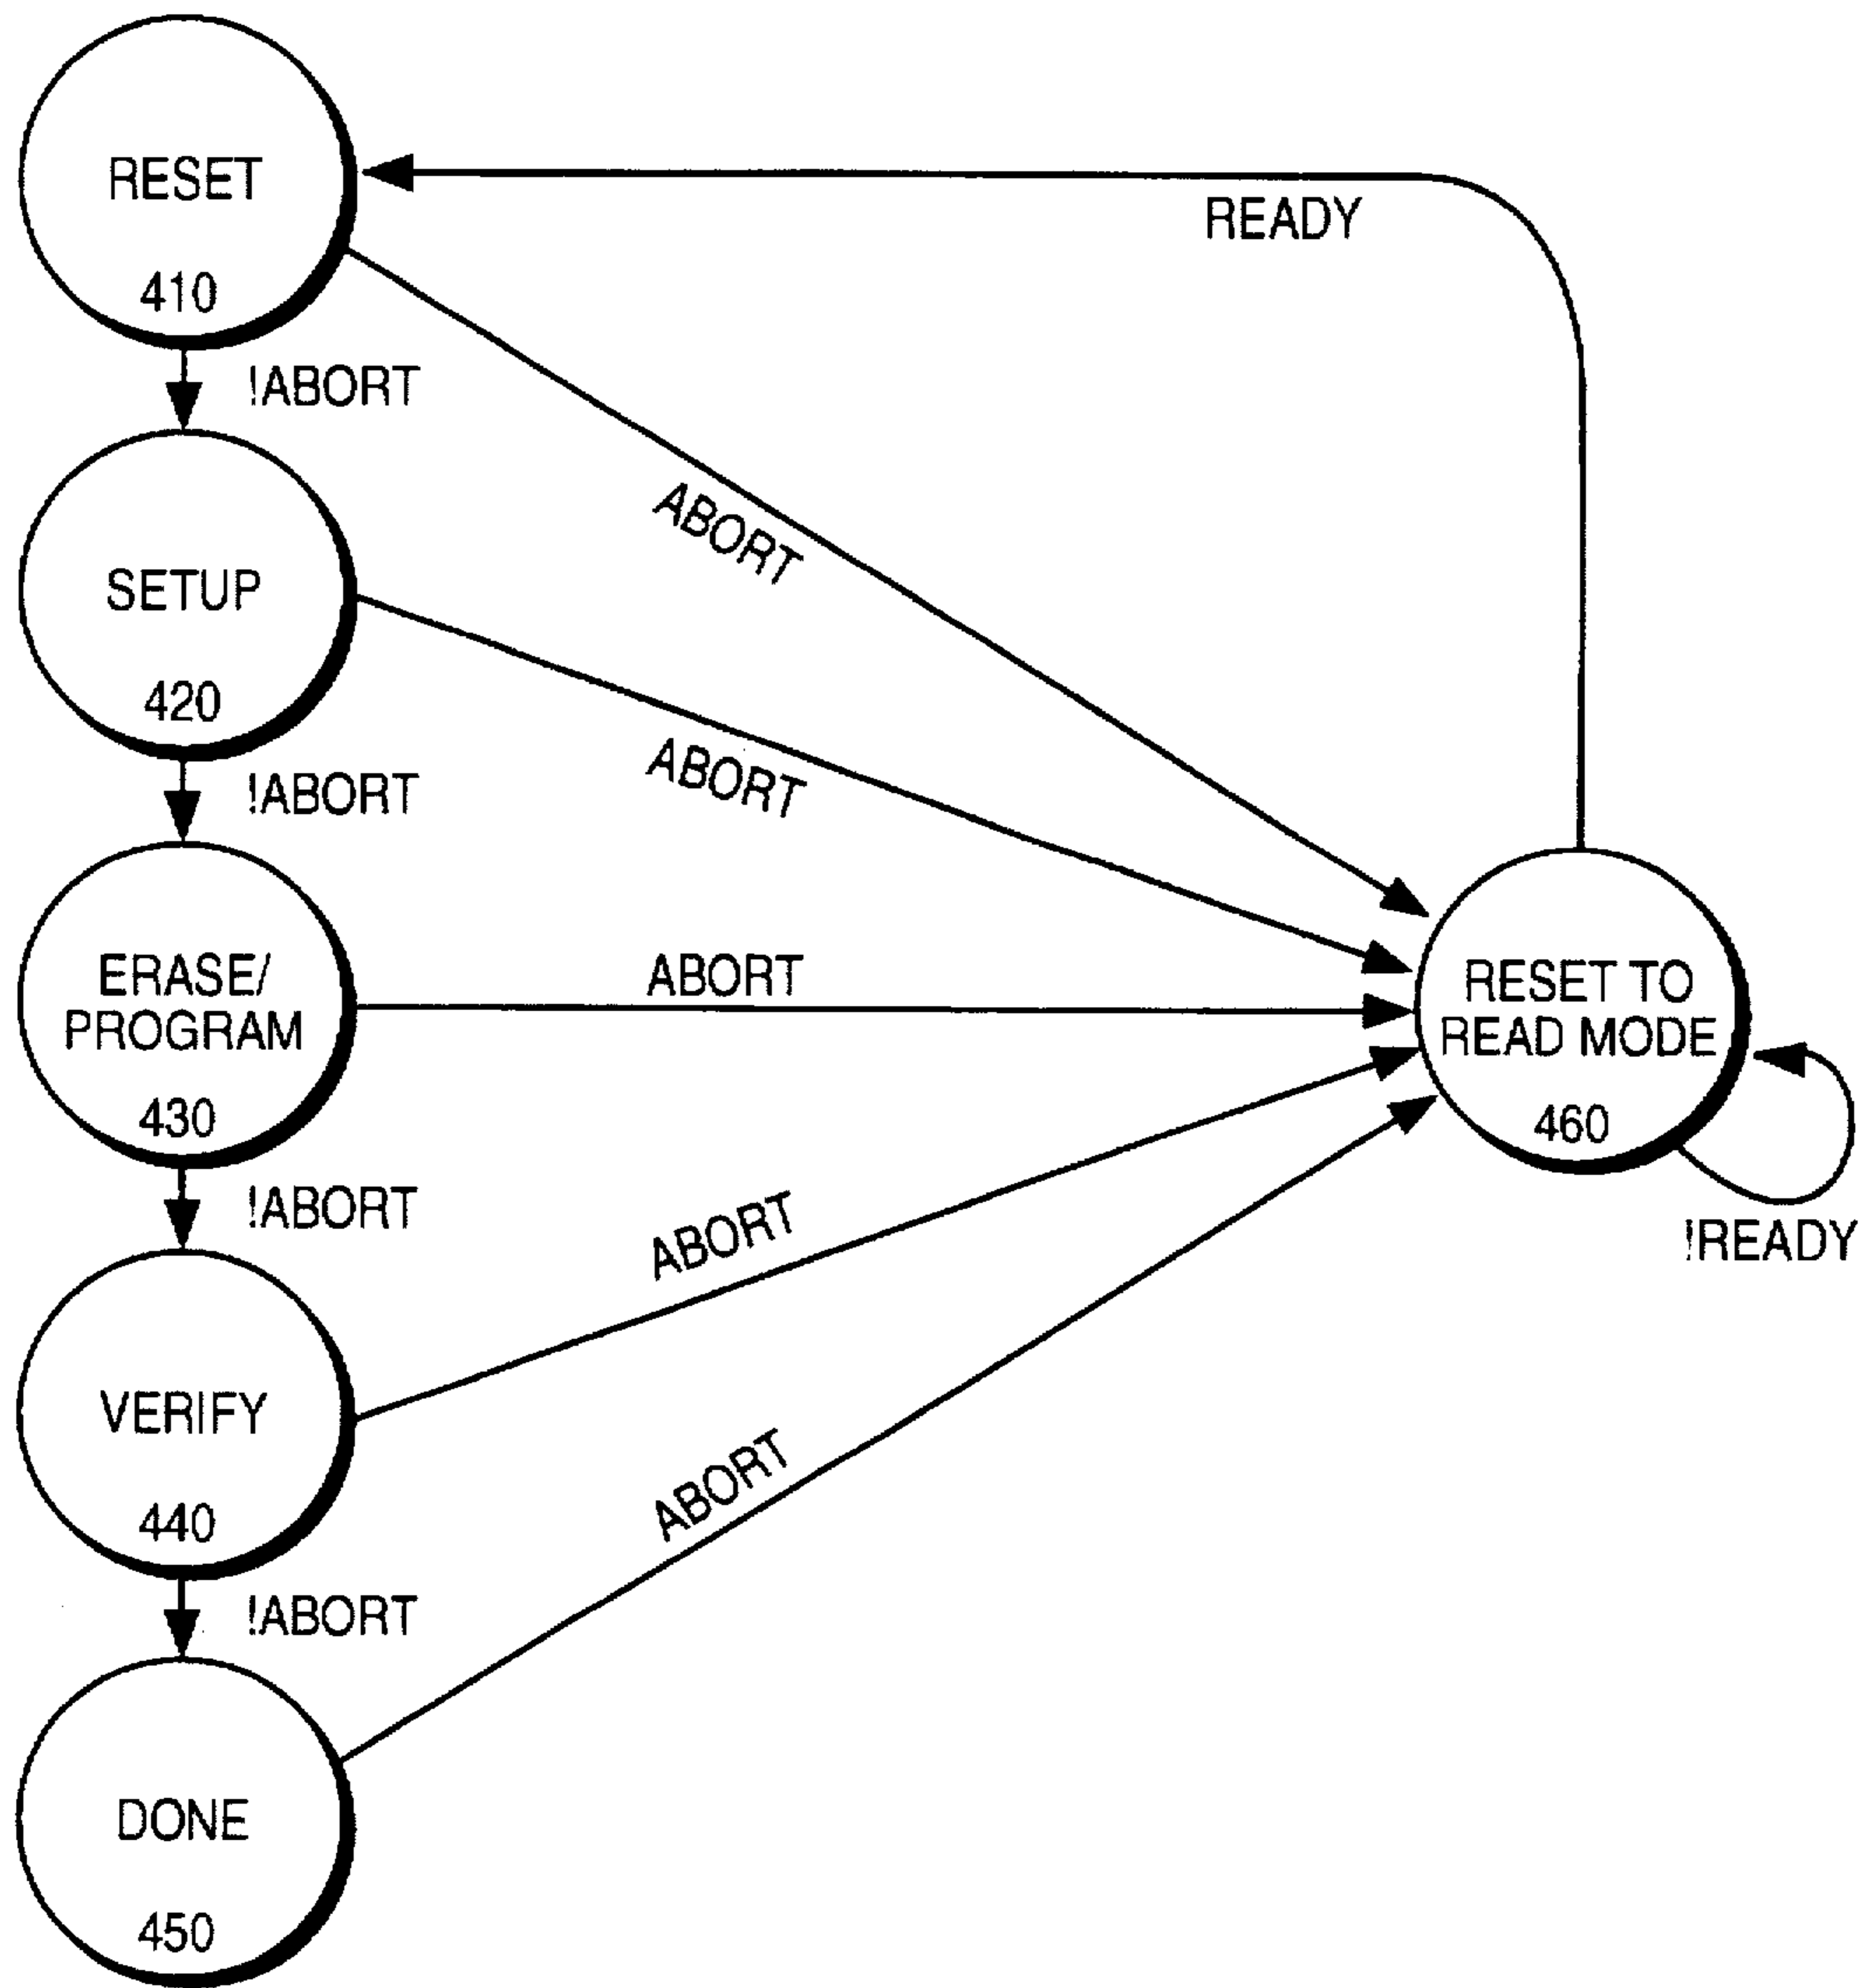 RESET
410
READY
!ABORT
ABORT
SETUP
420
ABORT
!ABORT
ERASE/
PROGRAM
430
ABORT
RESET TO
READ MODE
460
!READY
!ABORT
ABORT
VERIFY
440
ABORT
!ABORT
DONE
450